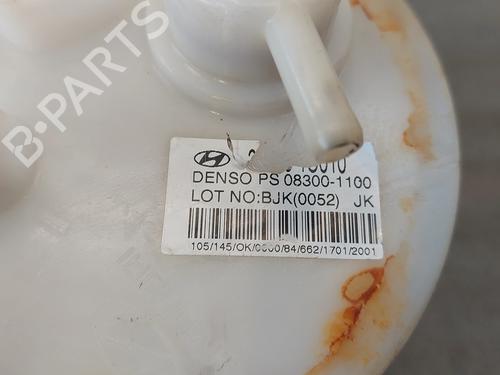 B-PARTS
DENSO PS 08300-1100
LOT NO:BJK(0052) JK
105/145/OK/0000/84/662/1701/2001